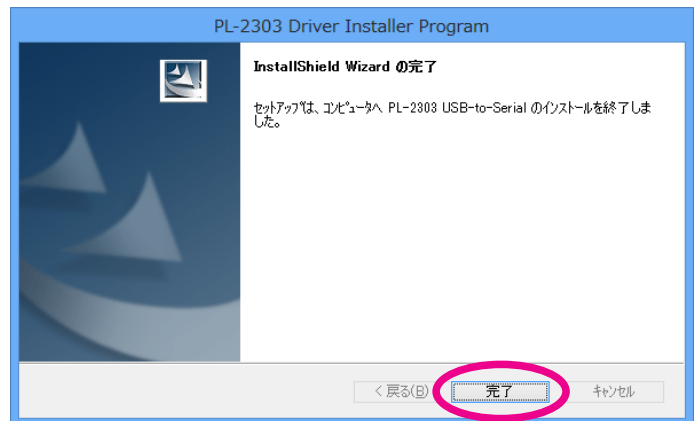 PL-2303 Driver Installer Program
InstallShield Wizard の完了
セットアップは、コンピュータへ PL-2303 USB-to-Serial のインストールを終了しま
した。
< 戻る(B)
完了
キャンセル